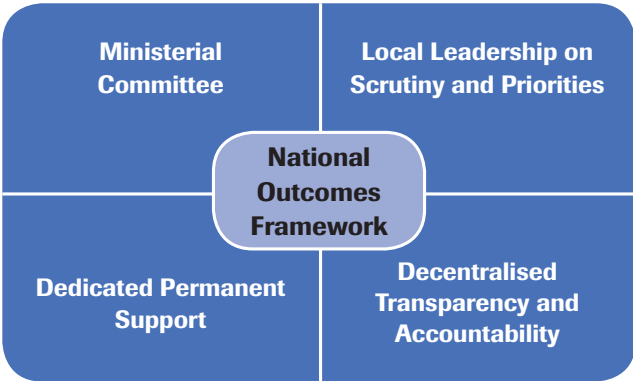 Ministerial
Committee
Local Leadership on
Scrutiny and Priorities
National
Outcomes
Framework
Dedicated Permanent
Support
Decentralised
Transparency and
Accountability